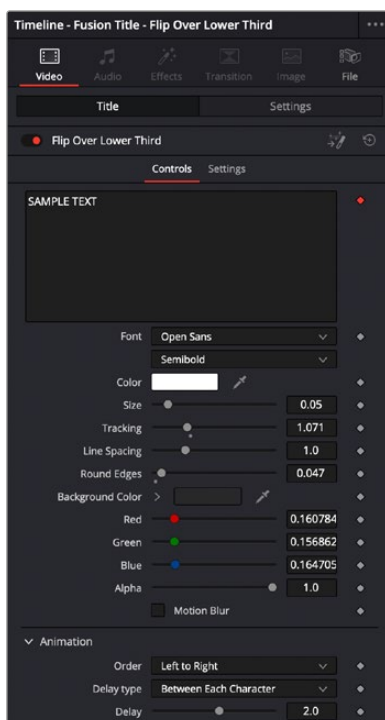 Timeline - Fusion Title - Flip Over Lower Third
Video Audio Effects Transition Image File
Title Settings
Flip Over Lower Third
Controls Settings
SAMPLE TEXT
Font Open Sans
Semibold
Color
Size 0.05
Tracking 1.071
Line Spacing 1.0
Round Edges 0.047
Background Color
Red 0.160784
Green 0.156862
Blue 0.164705
Alpha 1.0
Motion Blur
Animation
Order Left to Right
Delay type Between Each Character
Delay 2.0